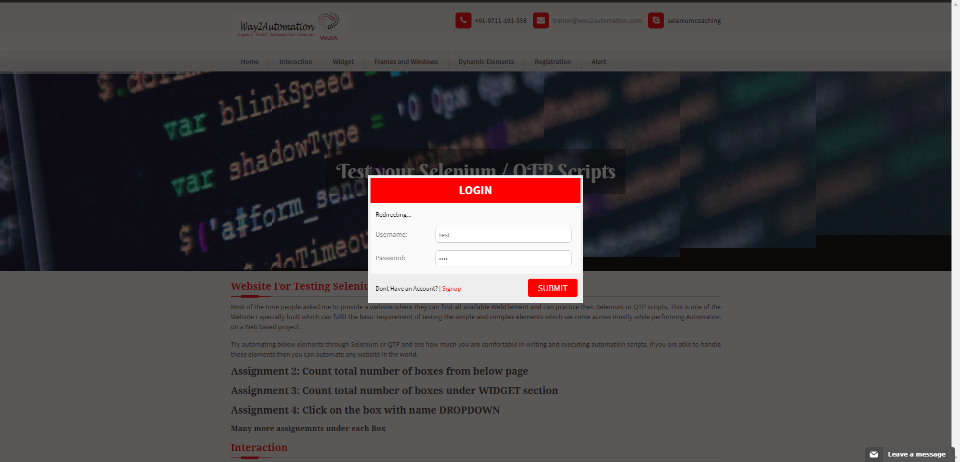 Way2Automation
+91-9711-191-558
trainer@way2automation.com
seleniumcoaching
Home
Interaction
Widget
Frames and Windows
Dynamic Elements
Registration
Alert
$.doTimeout
var blinkSpeed
var shadowType =
$('a#form_send
$.doTimeou
Test your Selenium / QTP Scripts
LOGIN
Redirecting...
Username:
test
Password:
••••
Dont Have an Account? | Signup
SUBMIT
Website For Testing Seleniu
Most of the time people asked me to provide a website where they can find all available WebElement and can practice their Selenium or QTP scripts. This is one of the
Website I specially built which can fulfill the basic requirement of testing the simple and complex elements which we come across mostly while performing Automation
on a Web based project .
Try automating below elements through Selenium or QTP and see how much you are comfortable in writing and executing automation scripts. If you are able to handle
these elements then you can automate any website in the world.
Assignment 2: Count total number of boxes from below page
Assignment 3: Count total number of boxes under WIDGET section
Assignment 4: Click on the box with name DROPDOWN
Many more assignemnts under each Box
Interaction
Leave a message